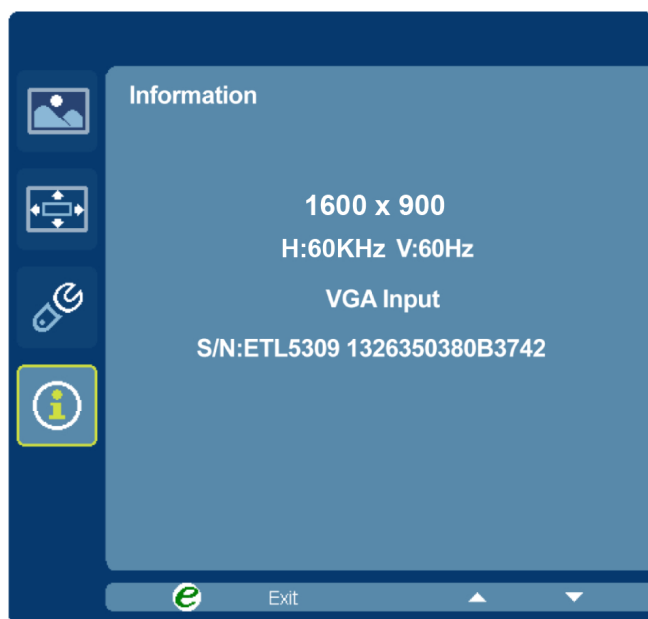 Information
1600 x 900
H:60KHz V:60Hz
VGA Input
S/N:ETL5309 1326350380B3742
e Exit